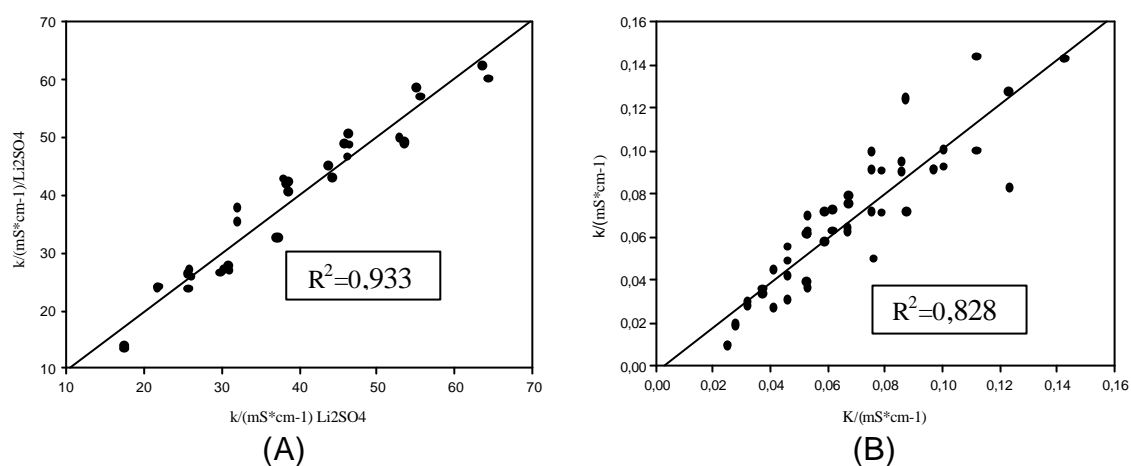 70
60
50
40
30
20
10
k/(mS*cm-1)/Li2SO4
R²=0,933
10 20 30 40 50 60 70
k/(mS*cm-1) Li2SO4
(A)
0,16
0,14
0,12
0,10
0,08
0,06
0,04
0,02
0,00
k/(mS*cm-1)
R²=0,828
0,00 0,02 0,04 0,06 0,08 0,10 0,12 0,14 0,16
K/(mS*cm-1)
(B)